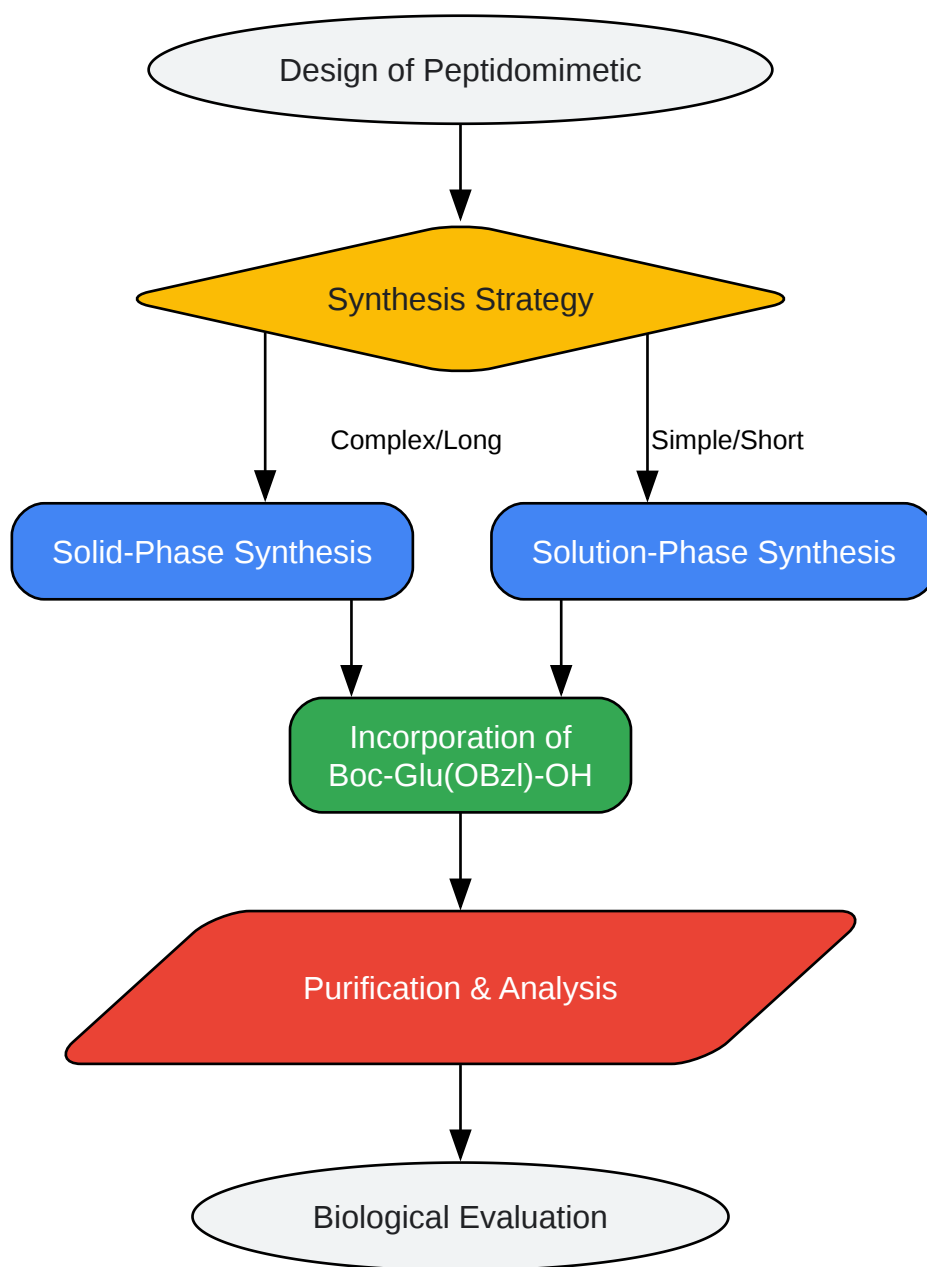 Design of Peptidomimetic
Synthesis Strategy
Complex/Long
Simple/Short
Solid-Phase Synthesis
Solution-Phase Synthesis
Incorporation of
Boc-Glu(OBzl)-OH
Purification & Analysis
Biological Evaluation